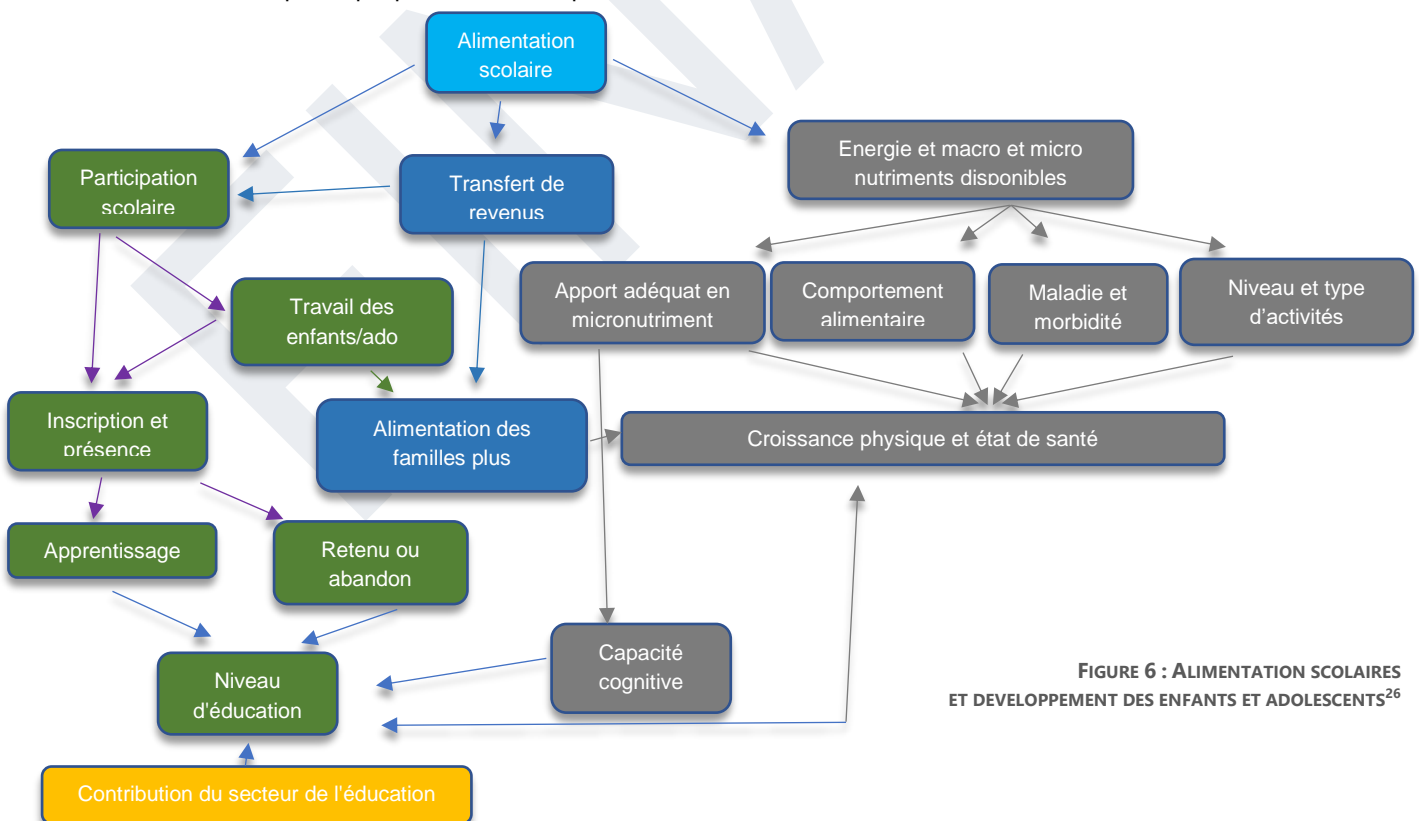 Alimentation
scolaire
Participation
scolaire
Transfert de
revenus
Energie et macro et micro
nutriments disponibles
Travail des
enfants/ado
Apport adéquat en
micronutriment
Comportement
alimentaire
Maladie et
morbidité
Niveau et type
d'activités
Inscription et
présence
Alimentation des
familles plus
Croissance physique et état de santé
Apprentissage
Retenu ou
abandon
Capacité
cognitive
Niveau
d'éducation
FIGURE 6 : ALIMENTATION SCOLAIRES
ET DEVELOPPEMENT DES ENFANTS ET ADOLESCENTS26
Contribution du secteur de l'éducation